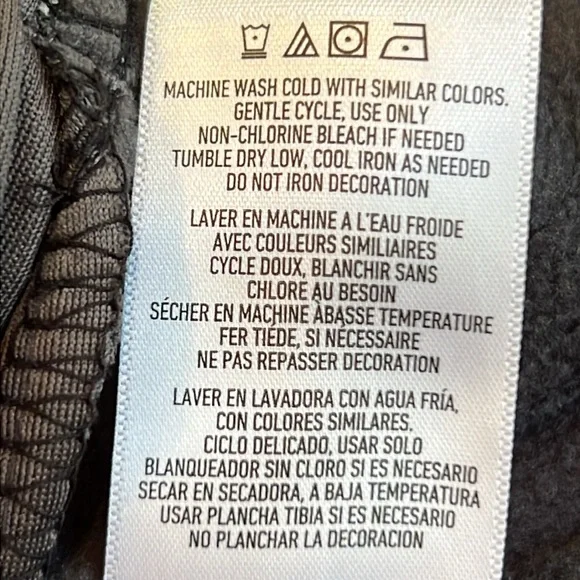 MACHINE WASH COLD WITH SIMILAR COLORS.
GENTLE CYCLE, USE ONLY
NON-CHLORINE BLEACH IF NEEDED
TUMBLE DRY LOW, COOL IRON AS NEEDED
DO NOT IRON DECORATION
LAVER EN MACHINE A L'EAU FROIDE
AVEC COULEURS SIMILIAIRES
CYCLE DOUX, BLANCHIR SANS
CHLORE AU BESOIN
SÉCHER EN MACHINE ÀBASSE TEMPERATURE
FER TIÉDE, SI NÉCESSAIRE
NE PAS REPASSER DECORATION
LAVER EN LAVADORA CON AGUA FRÍA,
CON COLORES SIMILARES.
CICLO DELICADO, USAR SOLO
BLANQUEADOR SIN CLORO SI ES NECESARIO
SECAR EN SECADORA, A BAJA TEMPERATURA
USAR PLANCHA TIBIA SI ES NECESARIO
NO PLANCHAR LA DECORACION